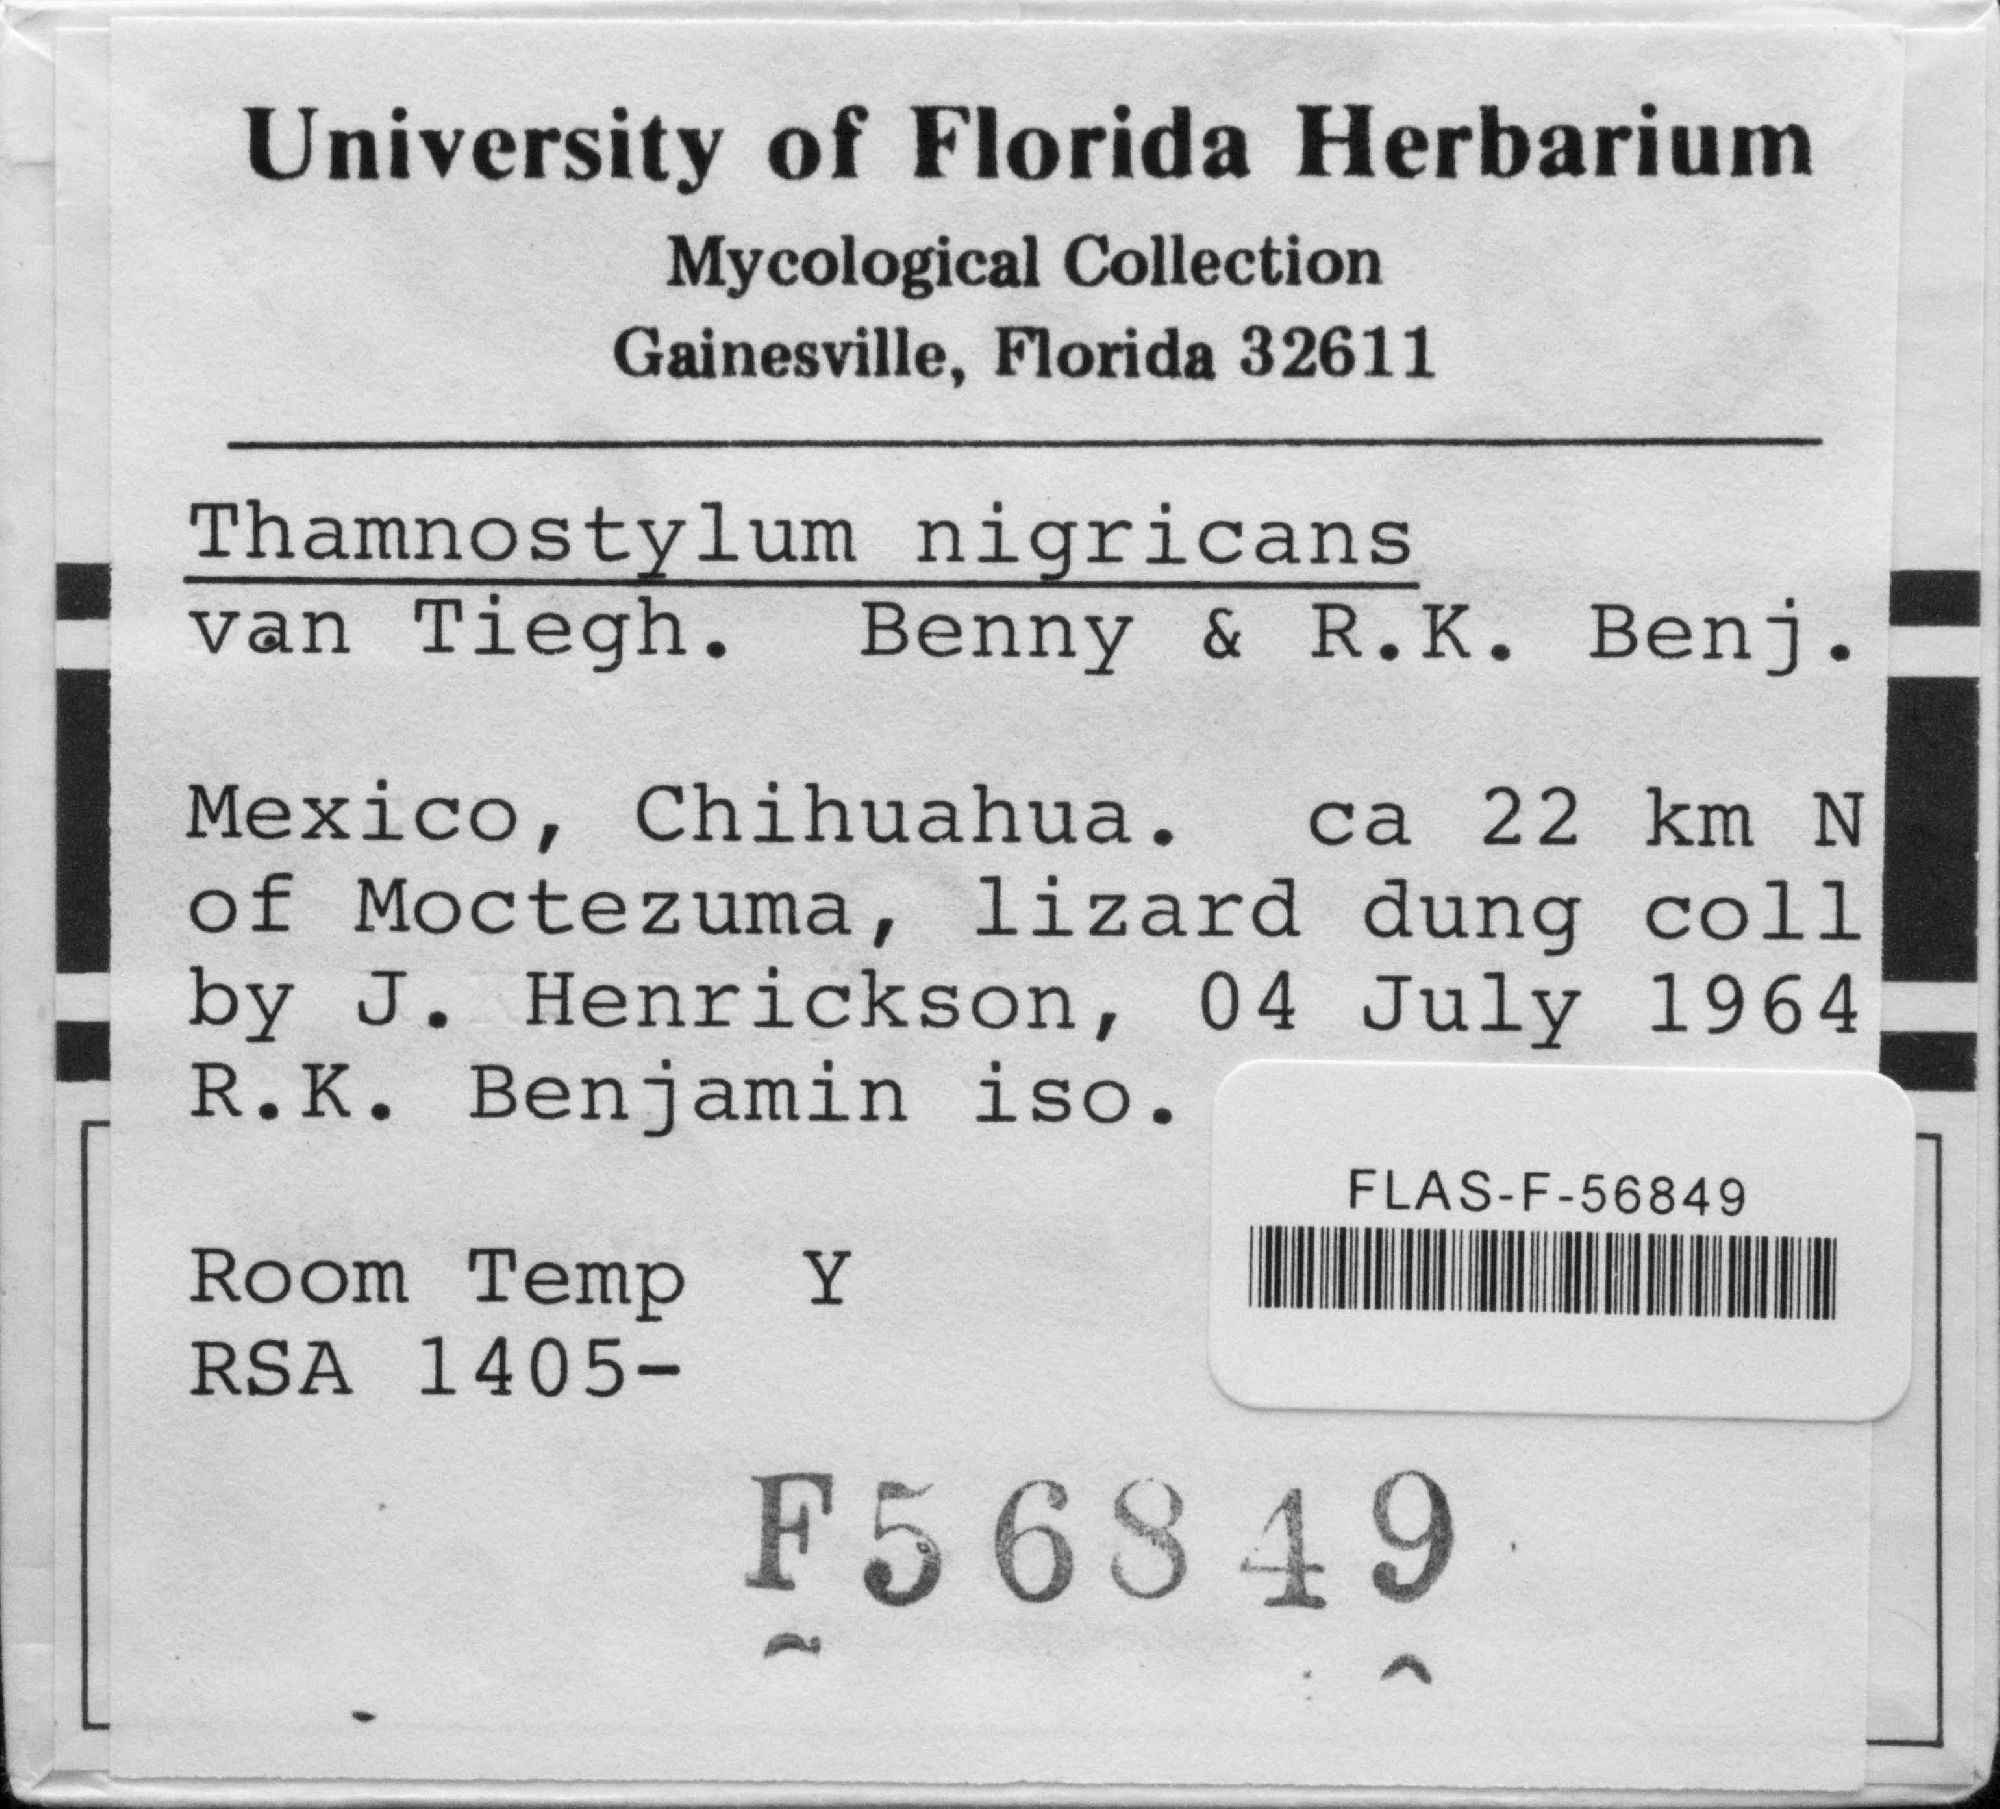 University of Florida Herbarium
Mycological Collection
Gainesville, Florida 32611
Thamnostylum nigricans
van Tiegh.  Benny & R.K. Benj.
Mexico, Chihuahua.  ca 22 km N
of Moctezuma, lizard dung coll
by J. Henrickson, 04 July 1964
R.K. Benjamin iso.
FLAS-F-56849
Room Temp  Y
RSA 1405-
F56849